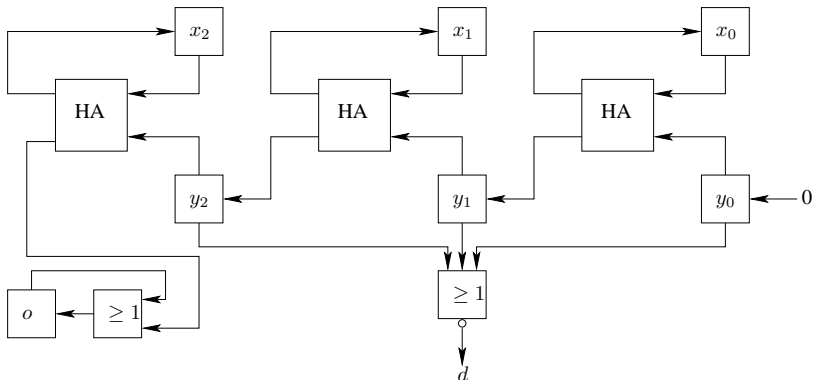 x₂ x₁ x₀
HA HA HA
y₂ y₁ y₀ 0
o ≥ 1 ≥ 1
d